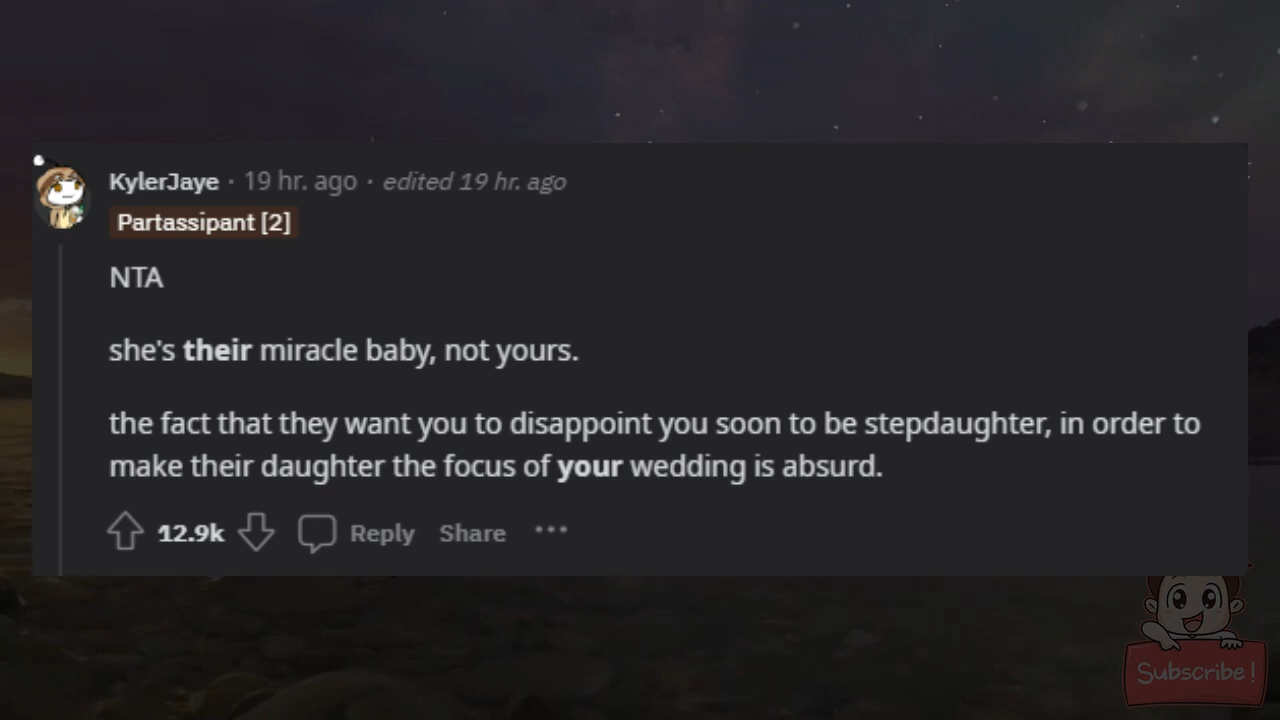 KylerJaye · 19 hr. ago · edited 19 hr. ago
Partassipant [2]
NTA
she's their miracle baby, not yours.
the fact that they want you to disappoint you soon to be stepdaughter, in order to
make their daughter the focus of your wedding is absurd.
12.9k Reply Share ···
Subscribe!